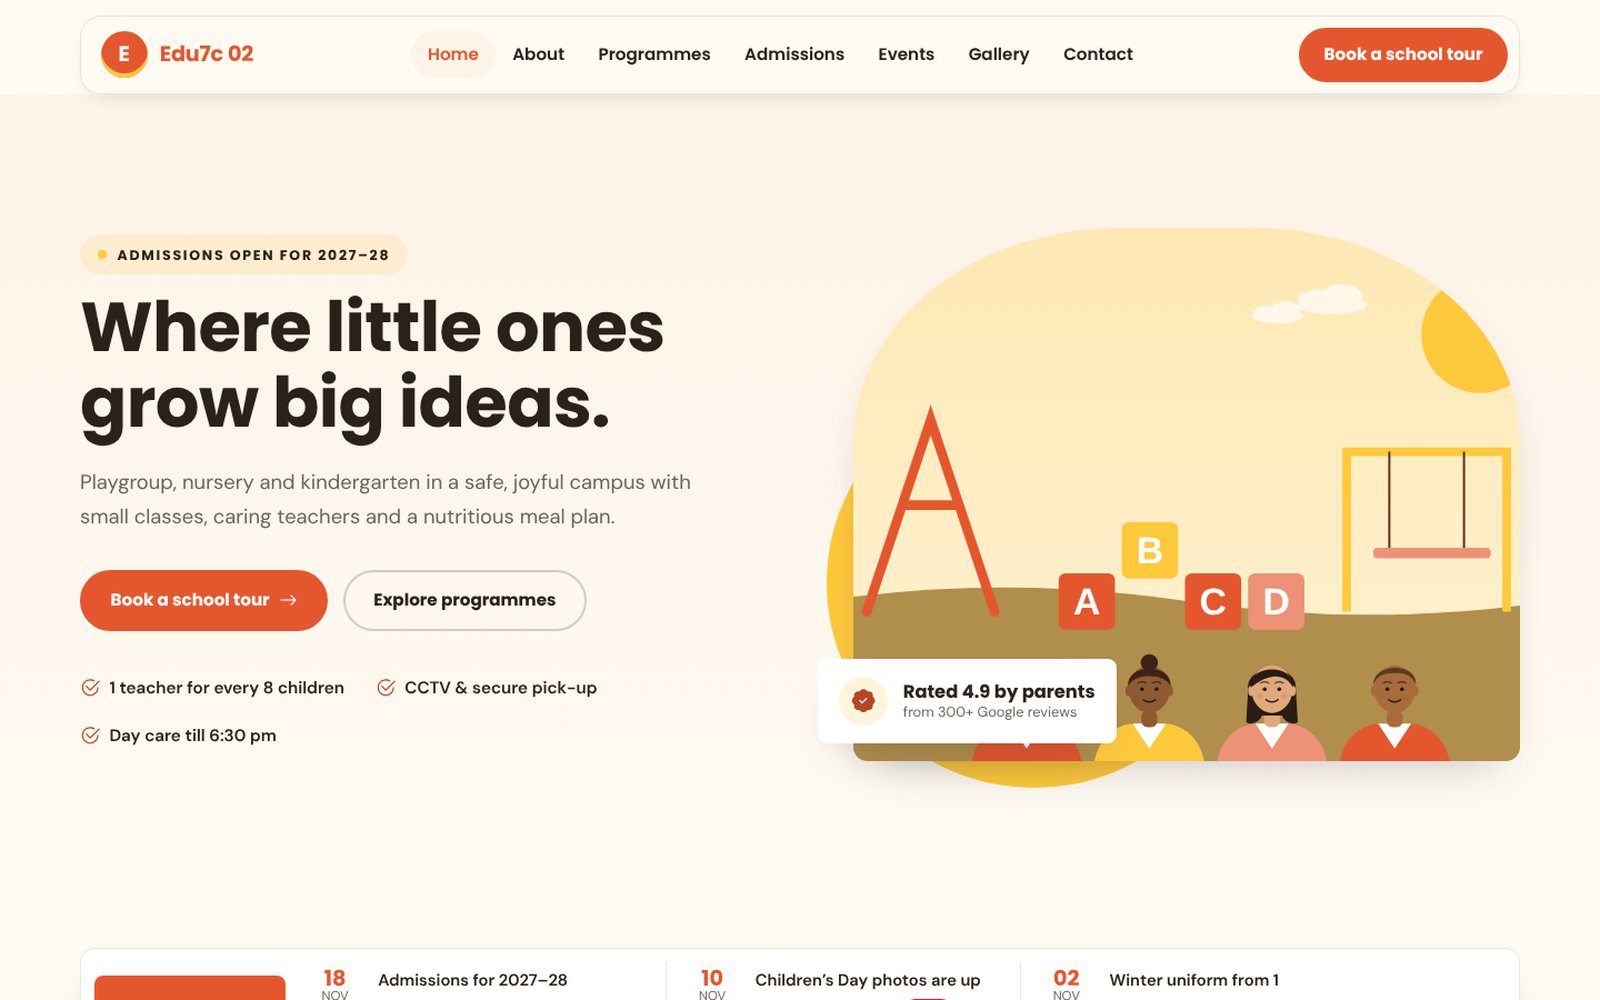 E
Edu7c 02
Home
About
Programmes
Admissions
Events
Gallery
Contact
Book a school tour
ADMISSIONS OPEN FOR 2027–28
Where little ones
grow big ideas.
Playgroup, nursery and kindergarten in a safe, joyful campus with
small classes, caring teachers and a nutritious meal plan.
Book a school tour →
Explore programmes
1 teacher for every 8 children
CCTV & secure pick-up
Day care till 6:30 pm
B
A
C
D
Rated 4.9 by parents
from 300+ Google reviews
18
NOV
Admissions for 2027–28
10
NOV
Children’s Day photos are up
02
NOV
Winter uniform from 1